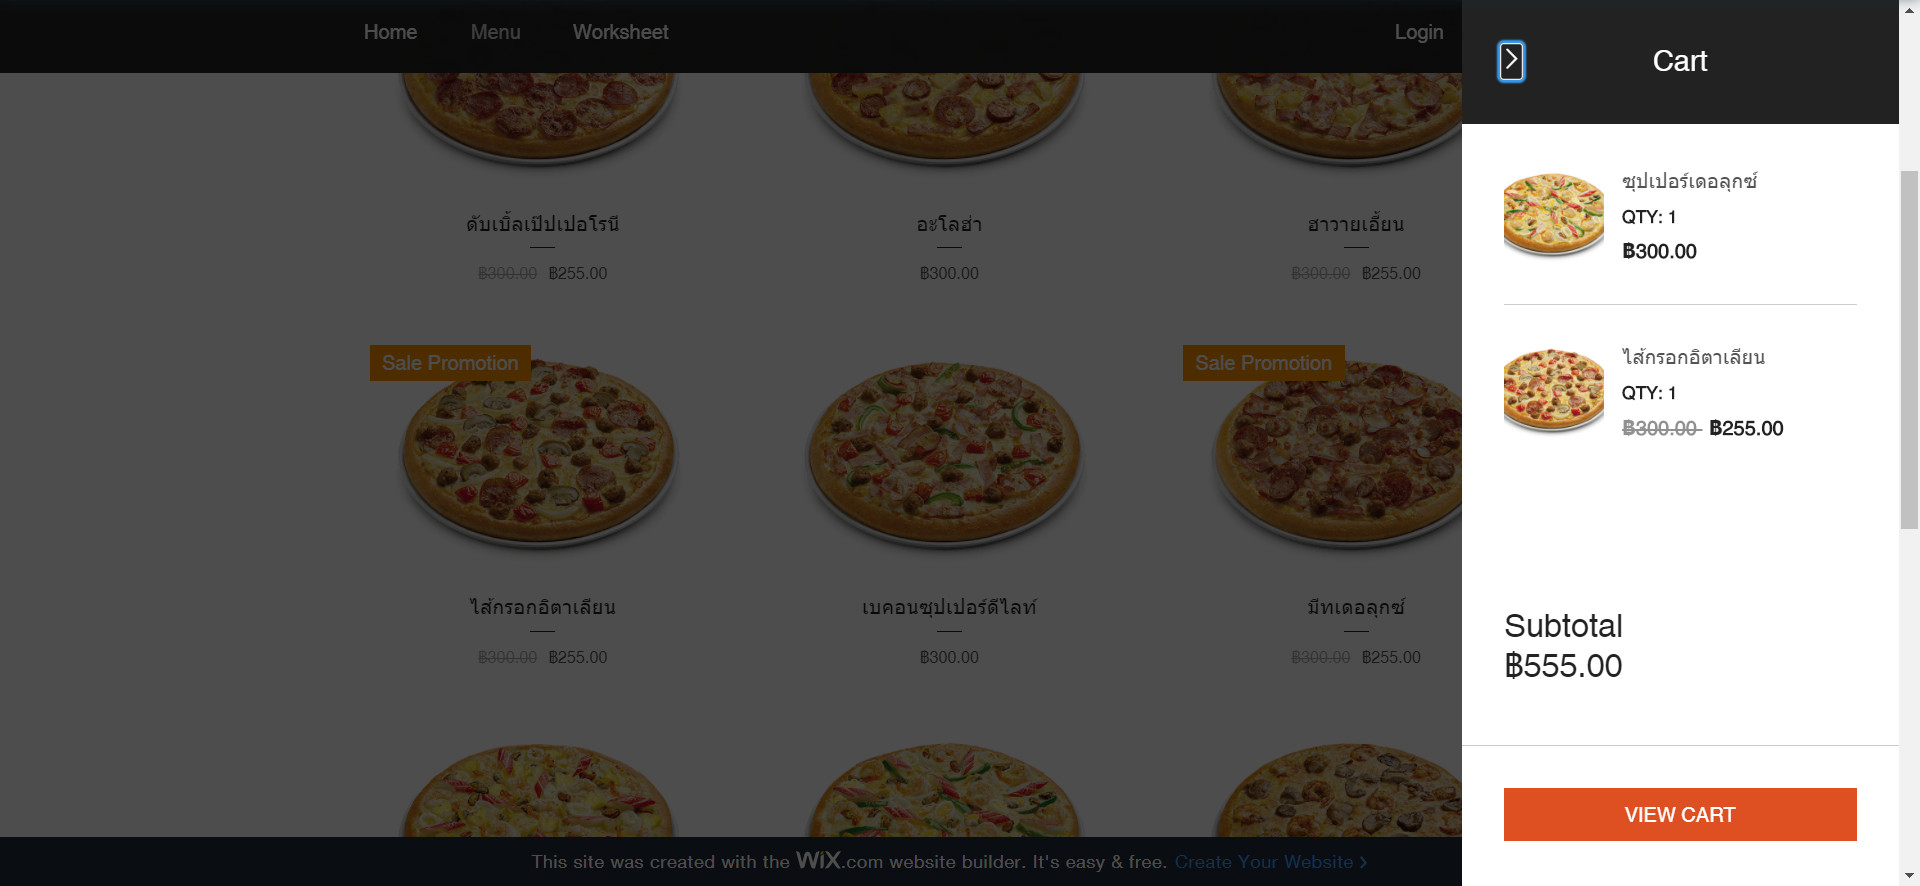 Home Menu Worksheet Login
Cart
ดับเบิ้ลเป๊ปเปอโรนี
฿300.00 ฿255.00
อะโลฮ่า
฿300.00
ฮาวายเอี้ยน
฿300.00 ฿255.00
Sale Promotion
ไส้กรอกอิตาเลียน
฿300.00 ฿255.00
เบคอนซุปเปอร์ดีไลท์
฿300.00
Sale Promotion
มีทเดอลุกซ์
฿300.00 ฿255.00
ซุปเปอร์เดอลุกซ์
QTY: 1
฿300.00
ไส้กรอกอิตาเลียน
QTY: 1
฿300.00 ฿255.00
Subtotal
฿555.00
VIEW CART
This site was created with the WiX.com website builder. It's easy & free. Create Your Website >